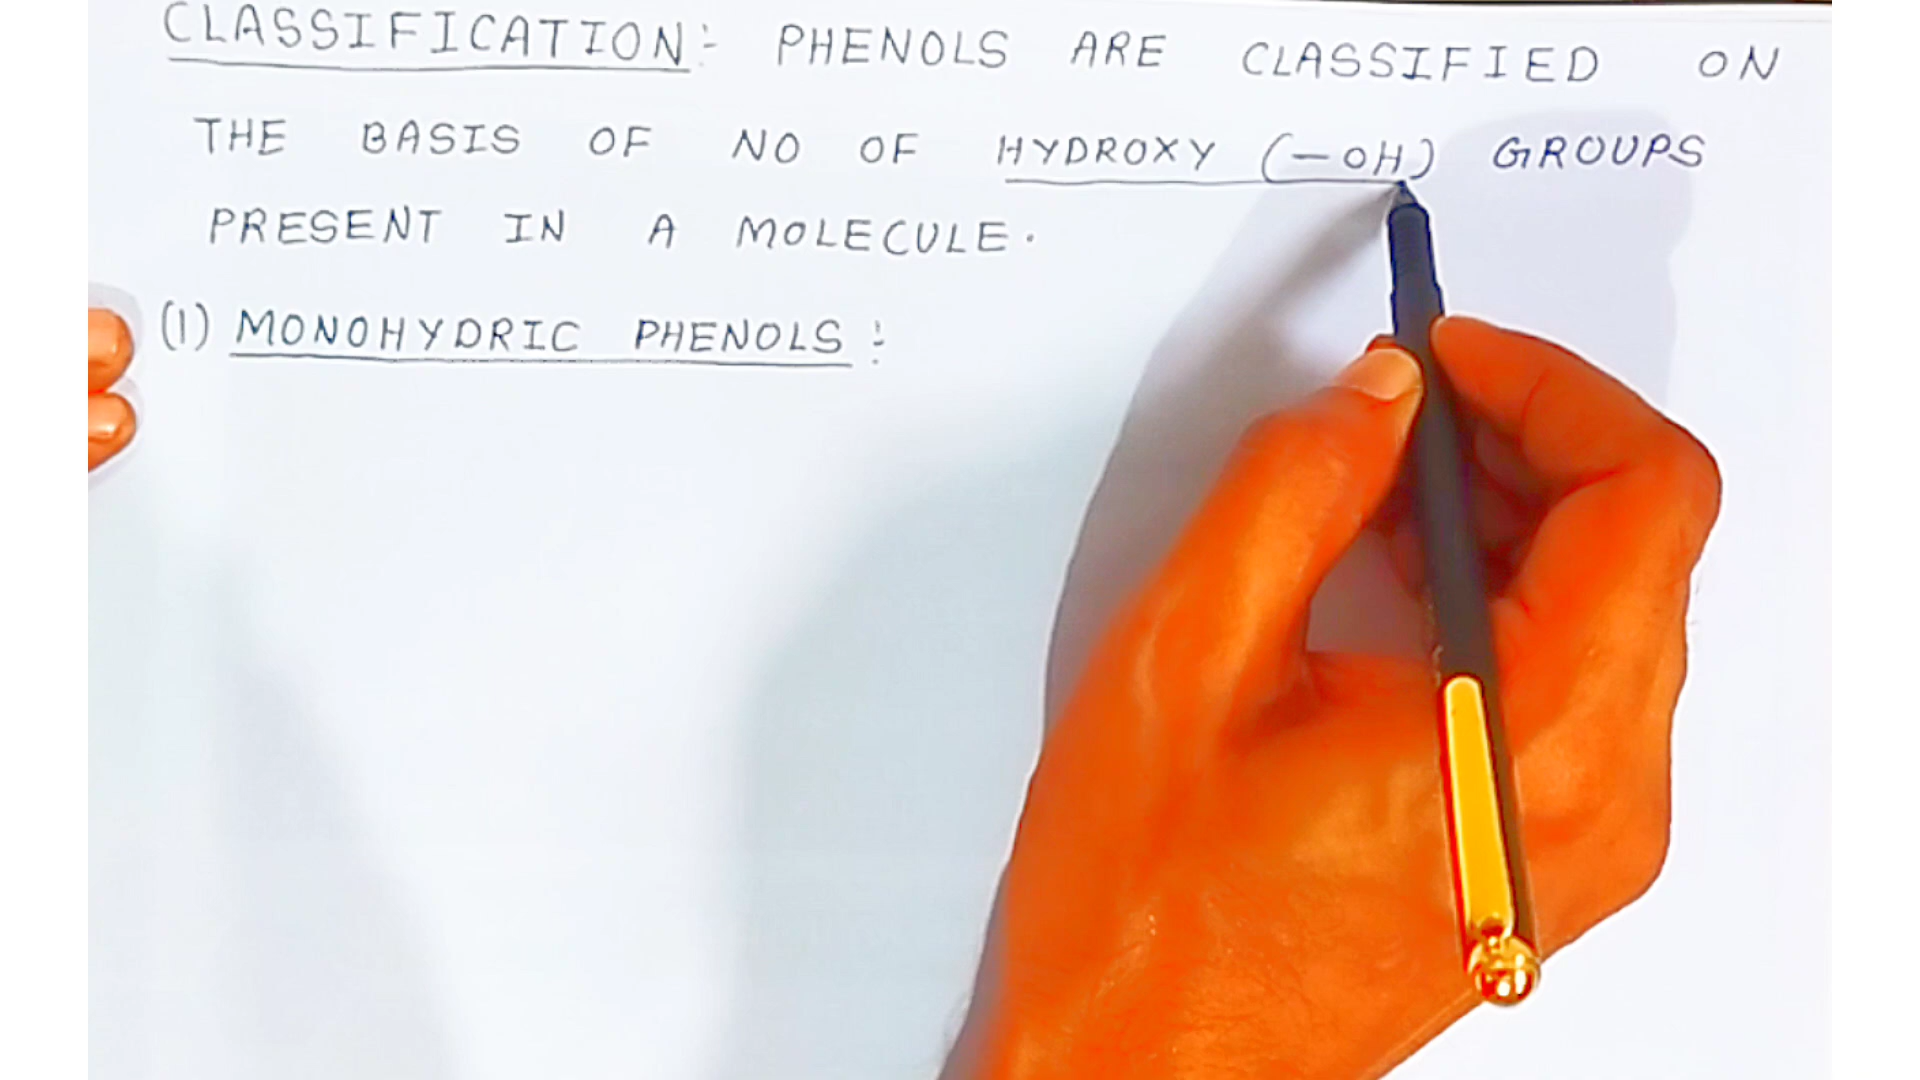 CLASSIFICATION:- PHENOLS ARE CLASSIFIED ON
THE BASIS OF NO OF HYDROXY (-OH) GROUPS
PRESENT IN A MOLECULE.
(1) MONOHYDRIC PHENOLS :-